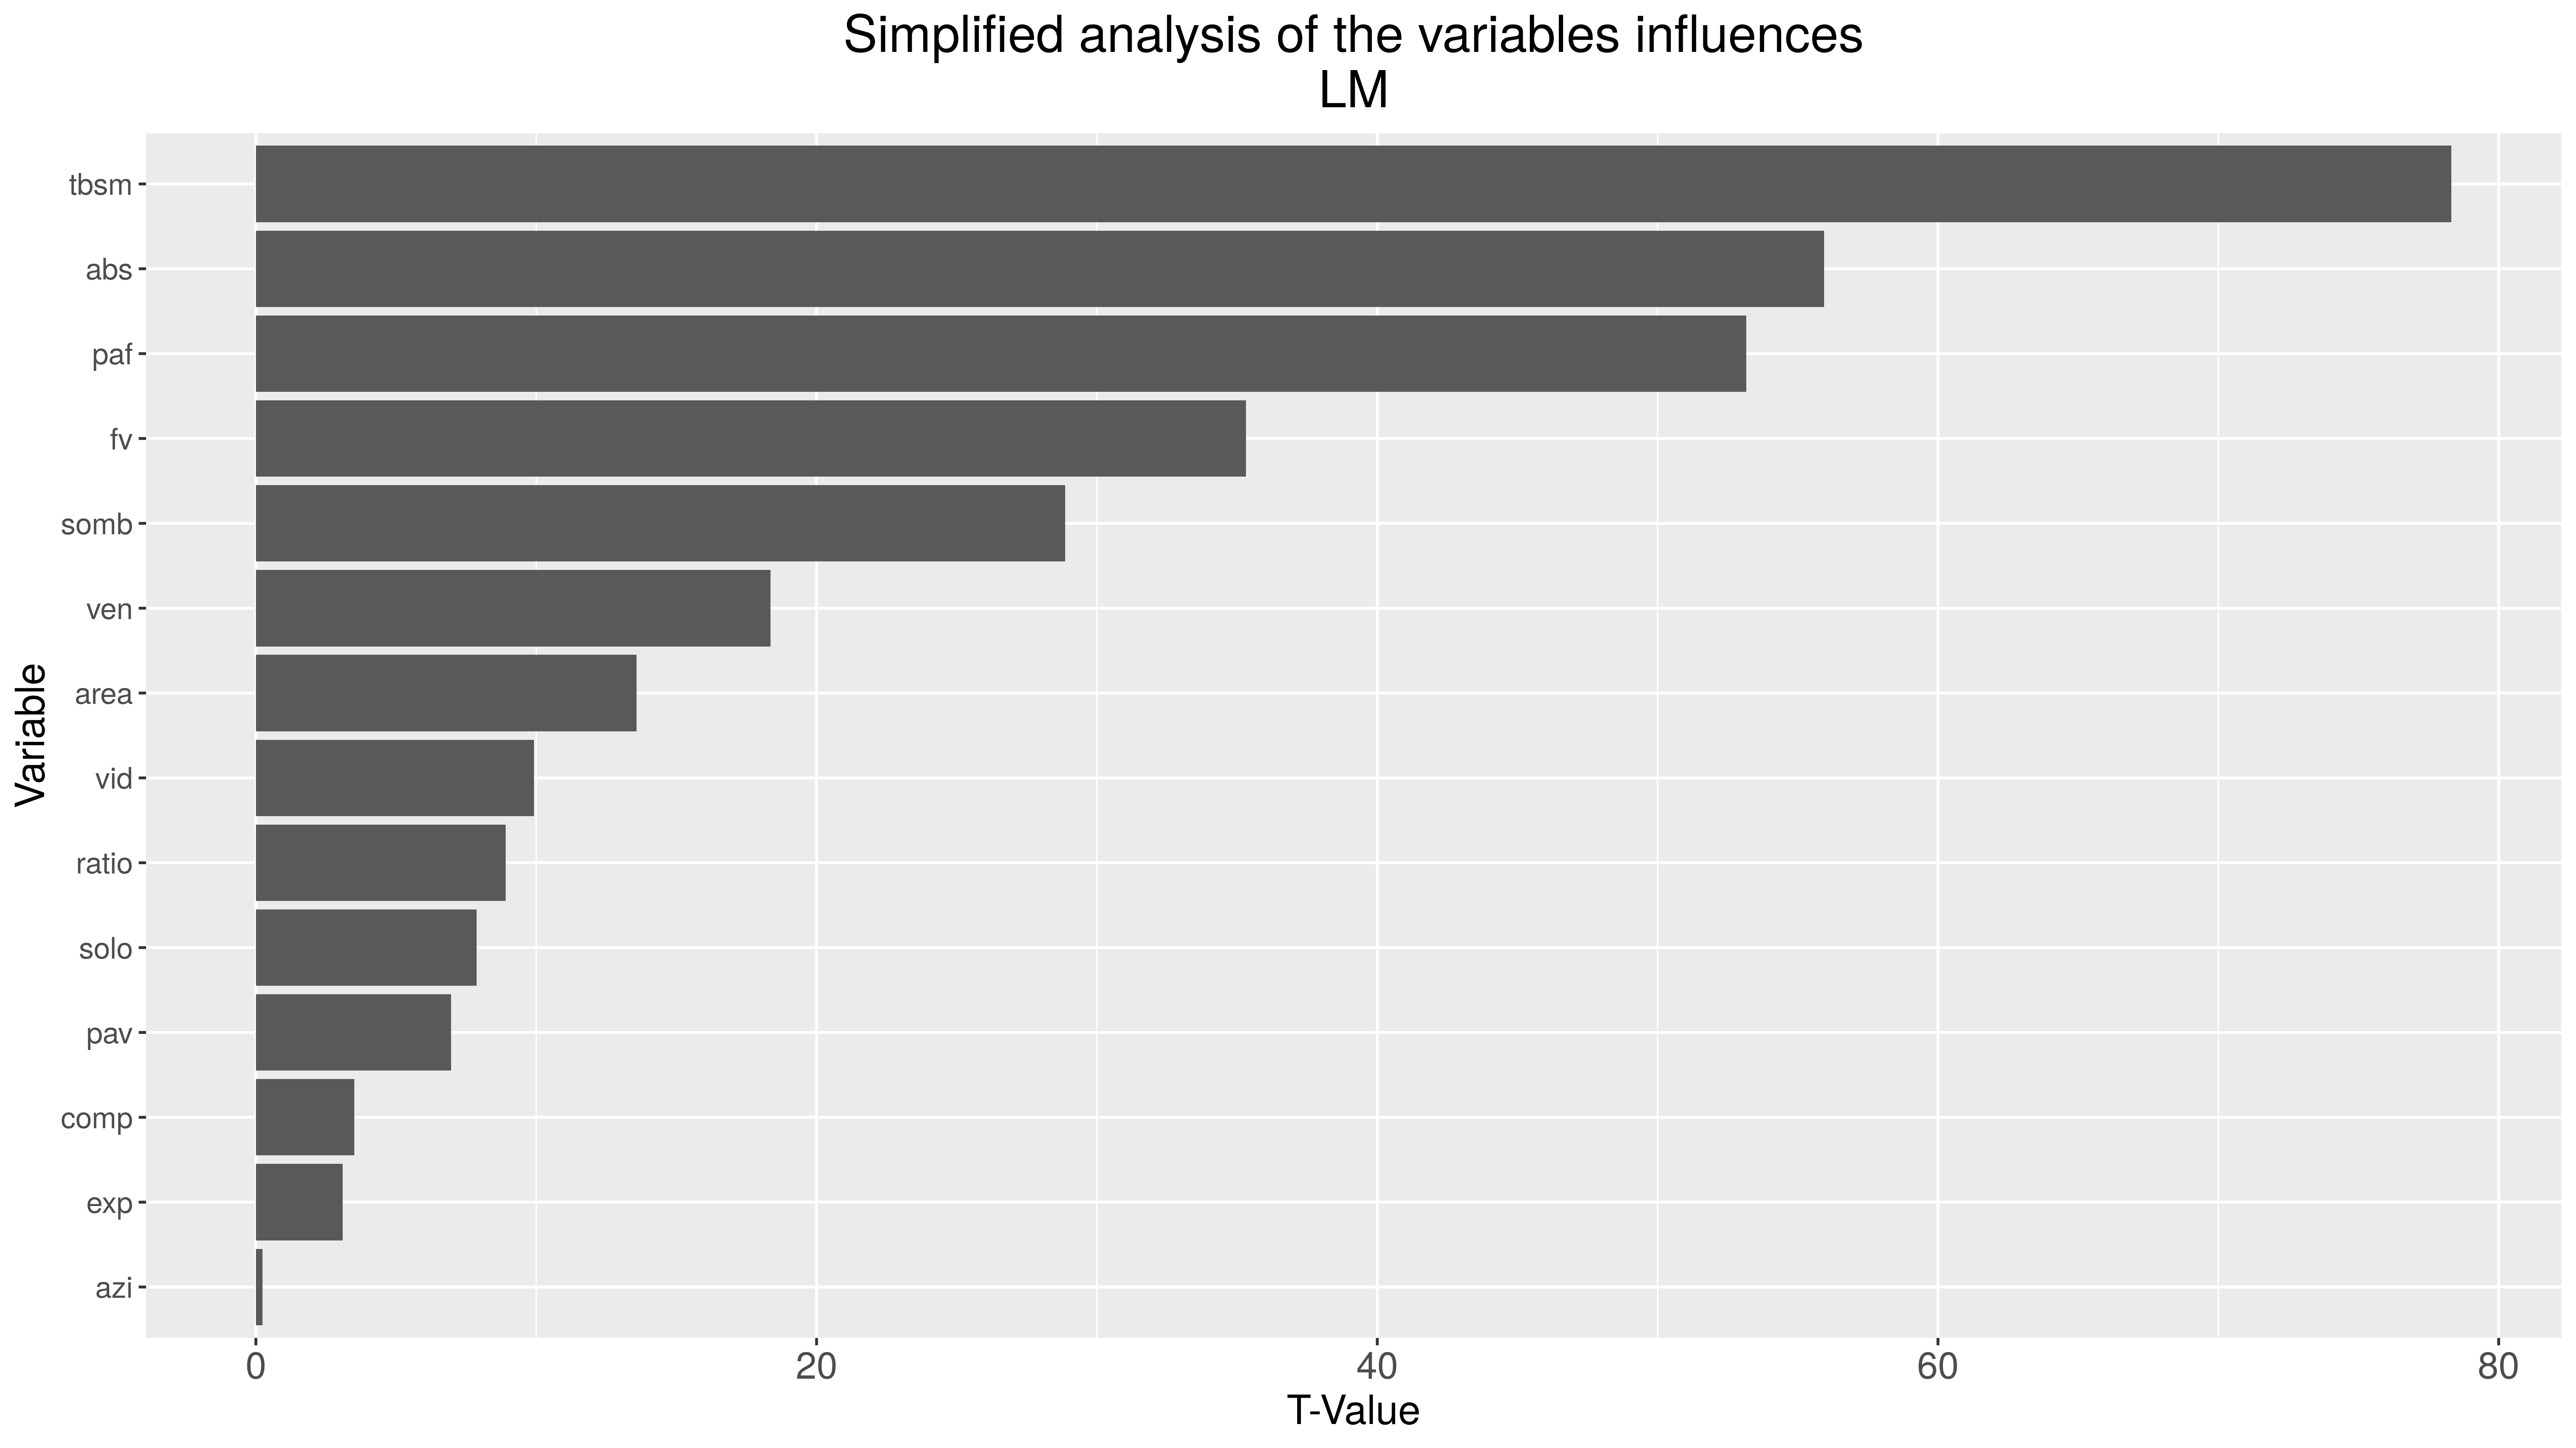 Simplified analysis of the variables influences
LM
Variable
tbsm
abs
paf
fv
somb
ven
area
vid
ratio
solo
pav
comp
exp
azi
0 20 40 60 80
T-Value